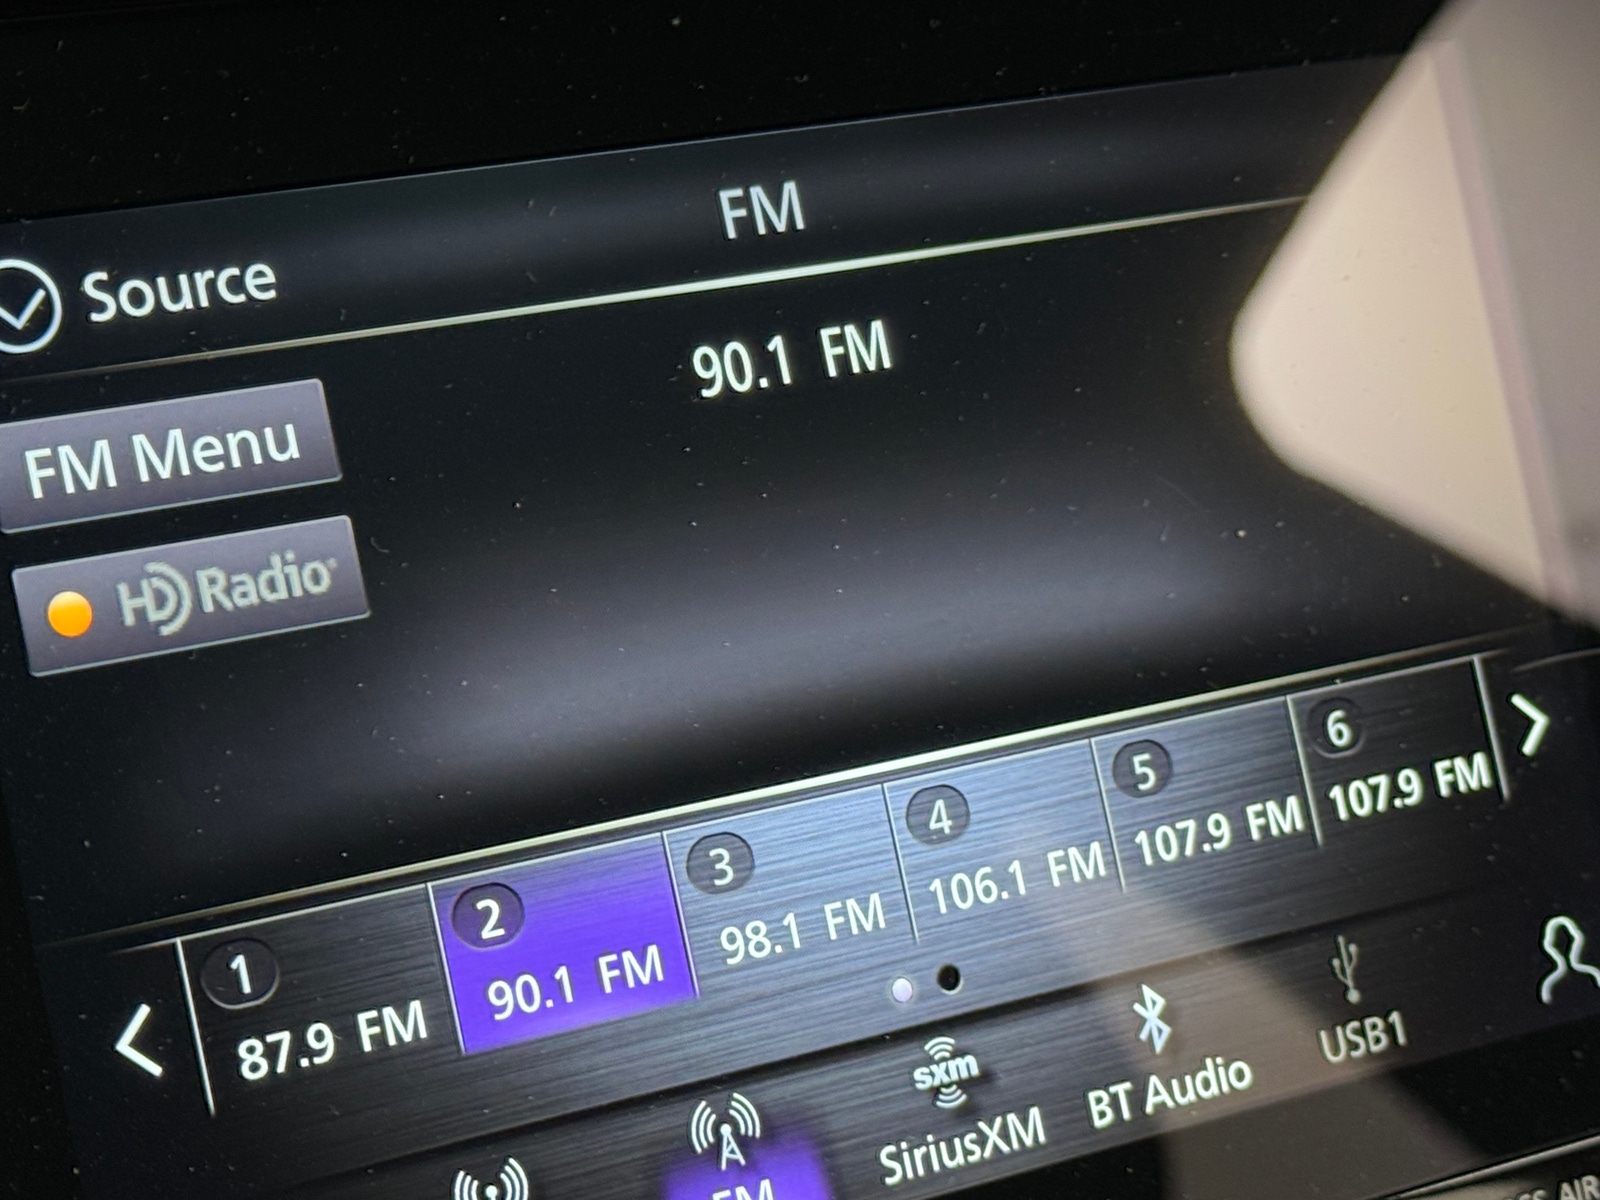 FM
Source
90.1 FM
FM Menu
HD Radio
1
87.9 FM
2
90.1 FM
3
98.1 FM
4
106.1 FM
5
107.9 FM
6
107.9 FM
FM
sxm
SiriusXM
BT Audio
USB1
AIR